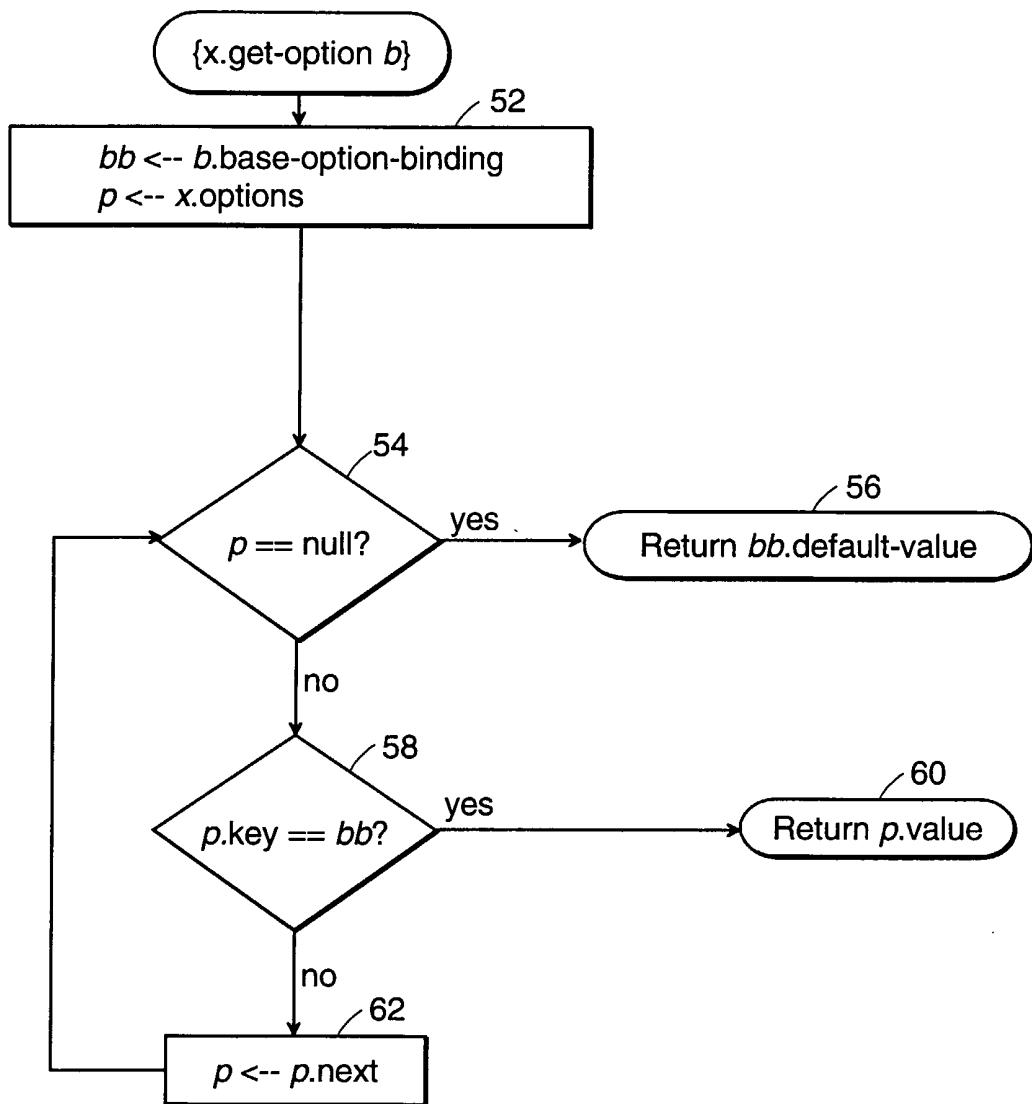 {x.get-option b}
52
bb <-- b.base-option-binding
p <-- x.options
54
p == null?
yes
56
Return bb.default-value
no
58
p.key == bb?
yes
60
Return p.value
no
62
p <-- p.next